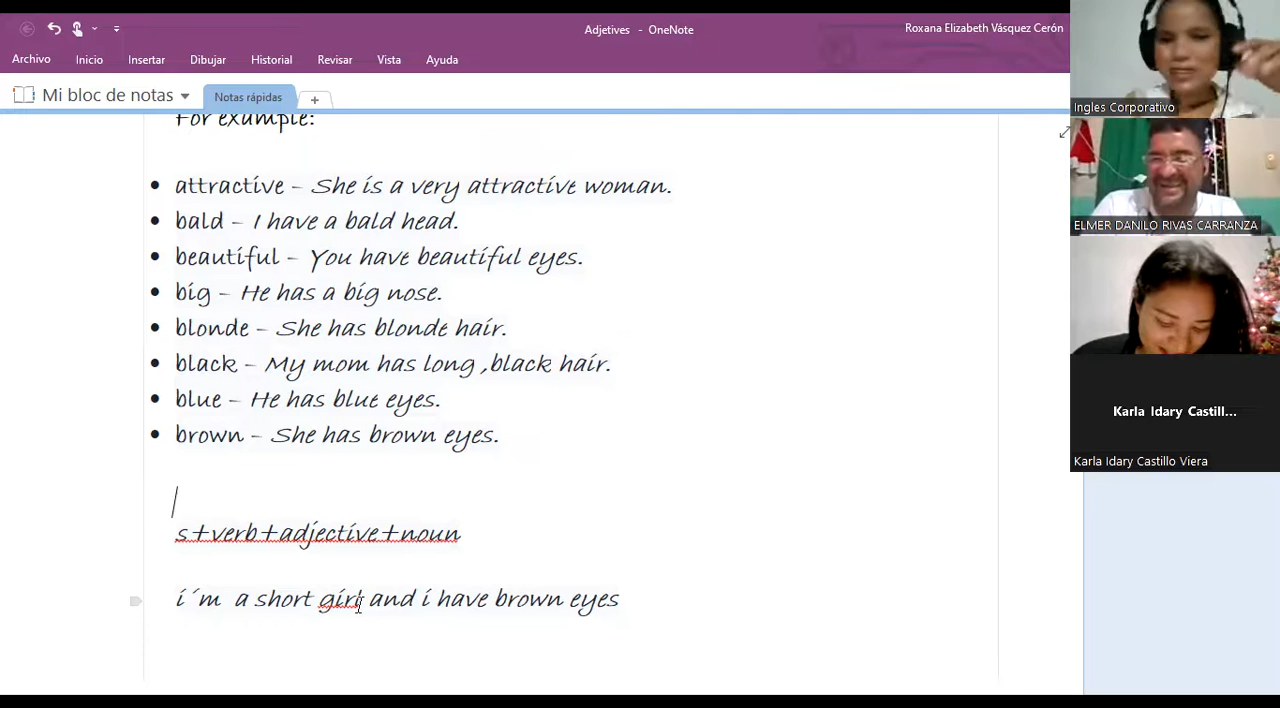 Adjetives - OneNote
Roxana Elizabeth Vásquez Cerón
Archivo Inicio Insertar Dibujar Historial Revisar Vista Ayuda
Mi bloc de notas
Notas rápidas
For example:
attractive – She is a very attractive woman.
bald – I have a bald head.
beautiful – You have beautiful eyes.
big – He has a big nose.
blonde – She has blonde hair.
black – My mom has long ,black hair.
blue – He has blue eyes.
brown – She has brown eyes.
s+verb+adjective+noun
i´m a short girl and i have brown eyes
Ingles Corporativo
ELMER DANILO RIVAS CARRANZA
Karla Idary Castill...
Karla Idary Castillo Viera